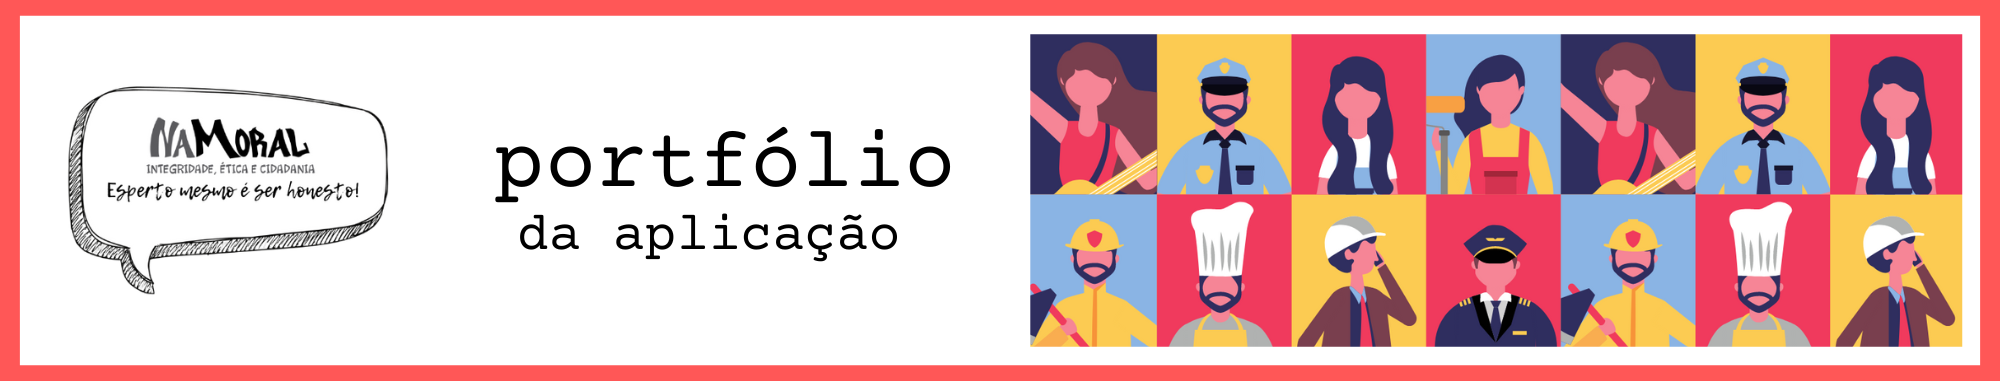 NAMORAL
INTEGRIDADE, ÉTICA E CIDADANIA
Esperto mesmo é ser honesto!
portfólio
da aplicação